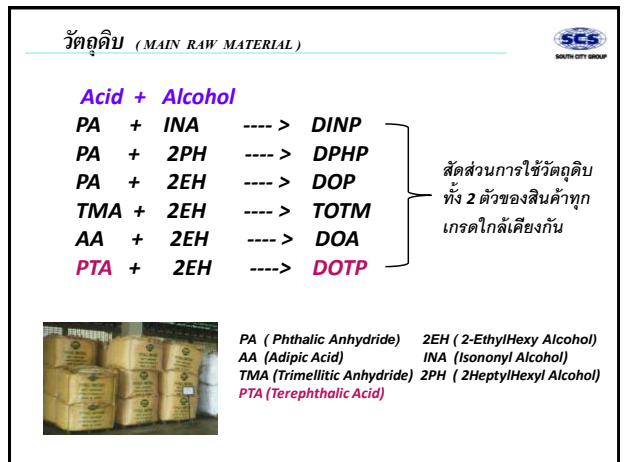 วัตถุดิบ ( MAIN RAW MATERIAL )
SCS
SOUTH CITY GROUP
Acid + Alcohol
PA + INA ---- > DINP
PA + 2PH ----> DPHP
PA + 2EH ----> DOP
TMA + 2EH ----> TOTM
AA + 2EH ---- > DOA
PTA + 2EH ----> DOTP
สัดส่วนการใช้วัตถุดิบ
ทั้ง 2 ตัวของสินค้าทุก
เกรดใกล้เคียงกัน
PA ( Phthalic Anhydride) 2EH ( 2-EthylHexy Alcohol)
AA (Adipic Acid) INA (Isononyl Alcohol)
TMA (Trimellitic Anhydride) 2PH ( 2HeptylHexyl Alcohol)
PTA (Terephthalic Acid)